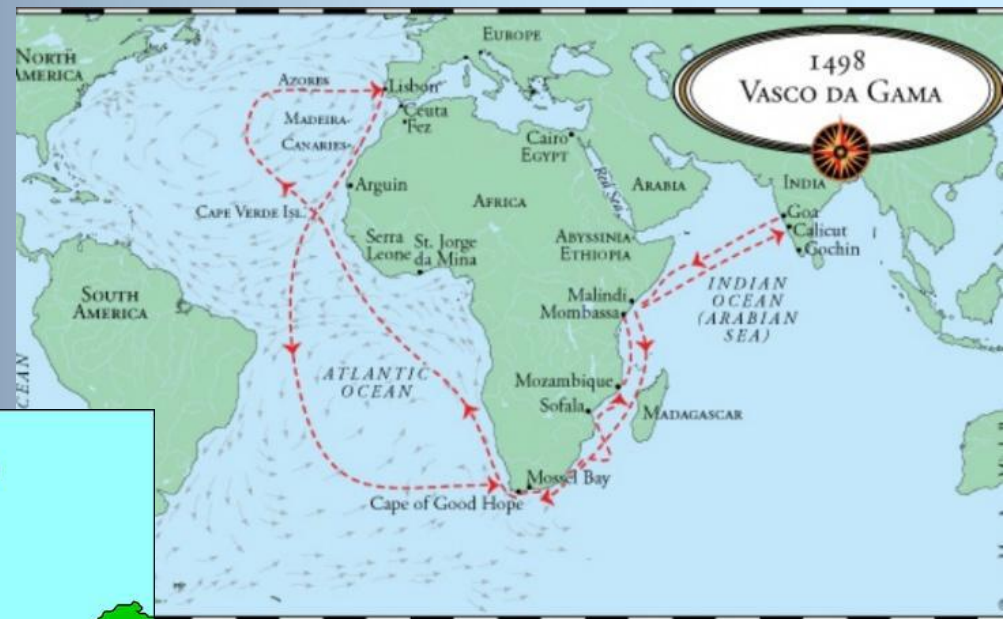 1498
VASCO DA GAMA
NORTH
AMERICA
EUROPE
AZORES
Lisbon
MADEIRA
Ceuta
Fez
CANARIES
Cairo
EGYPT
Red Sea
ARABIA
INDIA
Arguin
AFRICA
CAPE VERDE ISL.
Goa
Calicut
Gochin
Serra
Leone
St. Jorge
da Mina
ABYSSINIA
ETHIOPIA
SOUTH
AMERICA
Malindi
Mombassa
INDIAN
OCEAN
(ARABIAN
SEA)
ATLANTIC
OCEAN
Mozambique
Sofala
MADAGASCAR
Mossel Bay
Cape of Good Hope